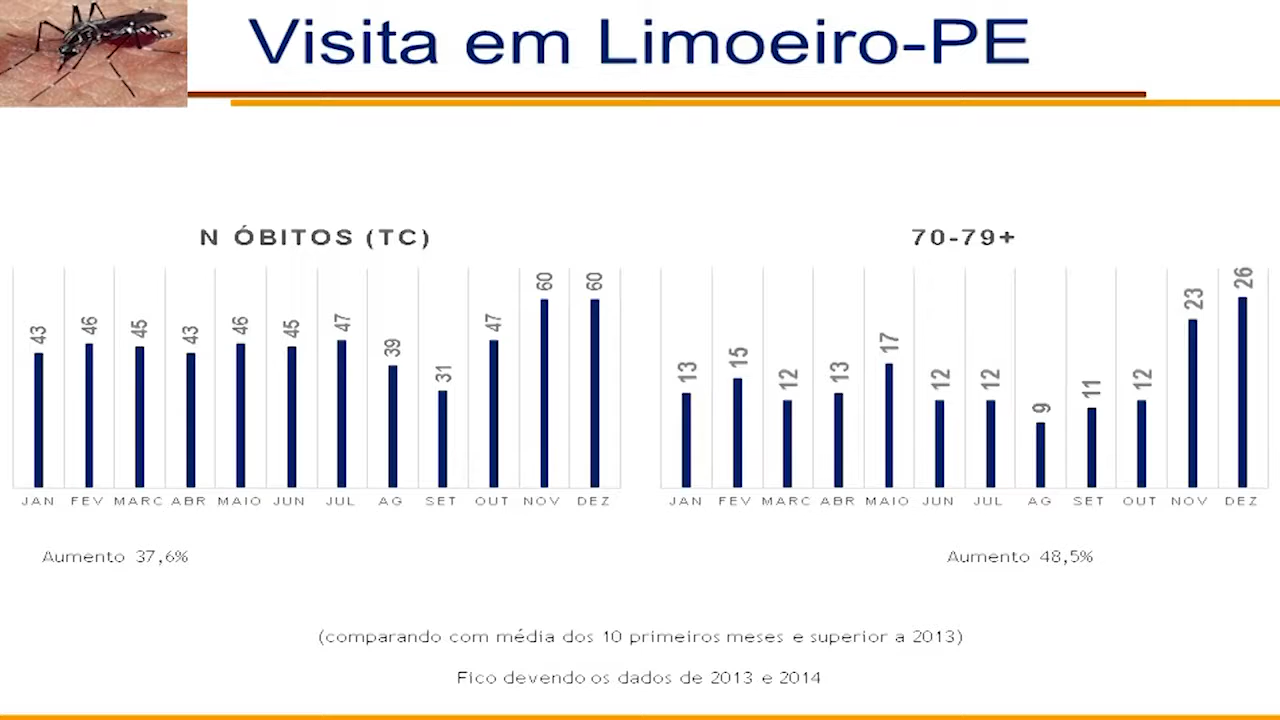 Visita em Limoeiro-PE
N ÓBITOS (TC)
43 46 45 43 46 45 47 39 31 47 60 60
JAN FEV MARC ABR MAIO JUN JUL AG SET OUT NOV DEZ
Aumento 37,6%
70-79+
13 15 12 13 17 12 12 9 11 12 23 26
JAN FEV MARC ABR MAIO JUN JUL AG SET OUT NOV DEZ
Aumento 48,5%
(comparando com média dos 10 primeiros meses e superior a 2013)
Fico devendo os dados de 2013 e 2014